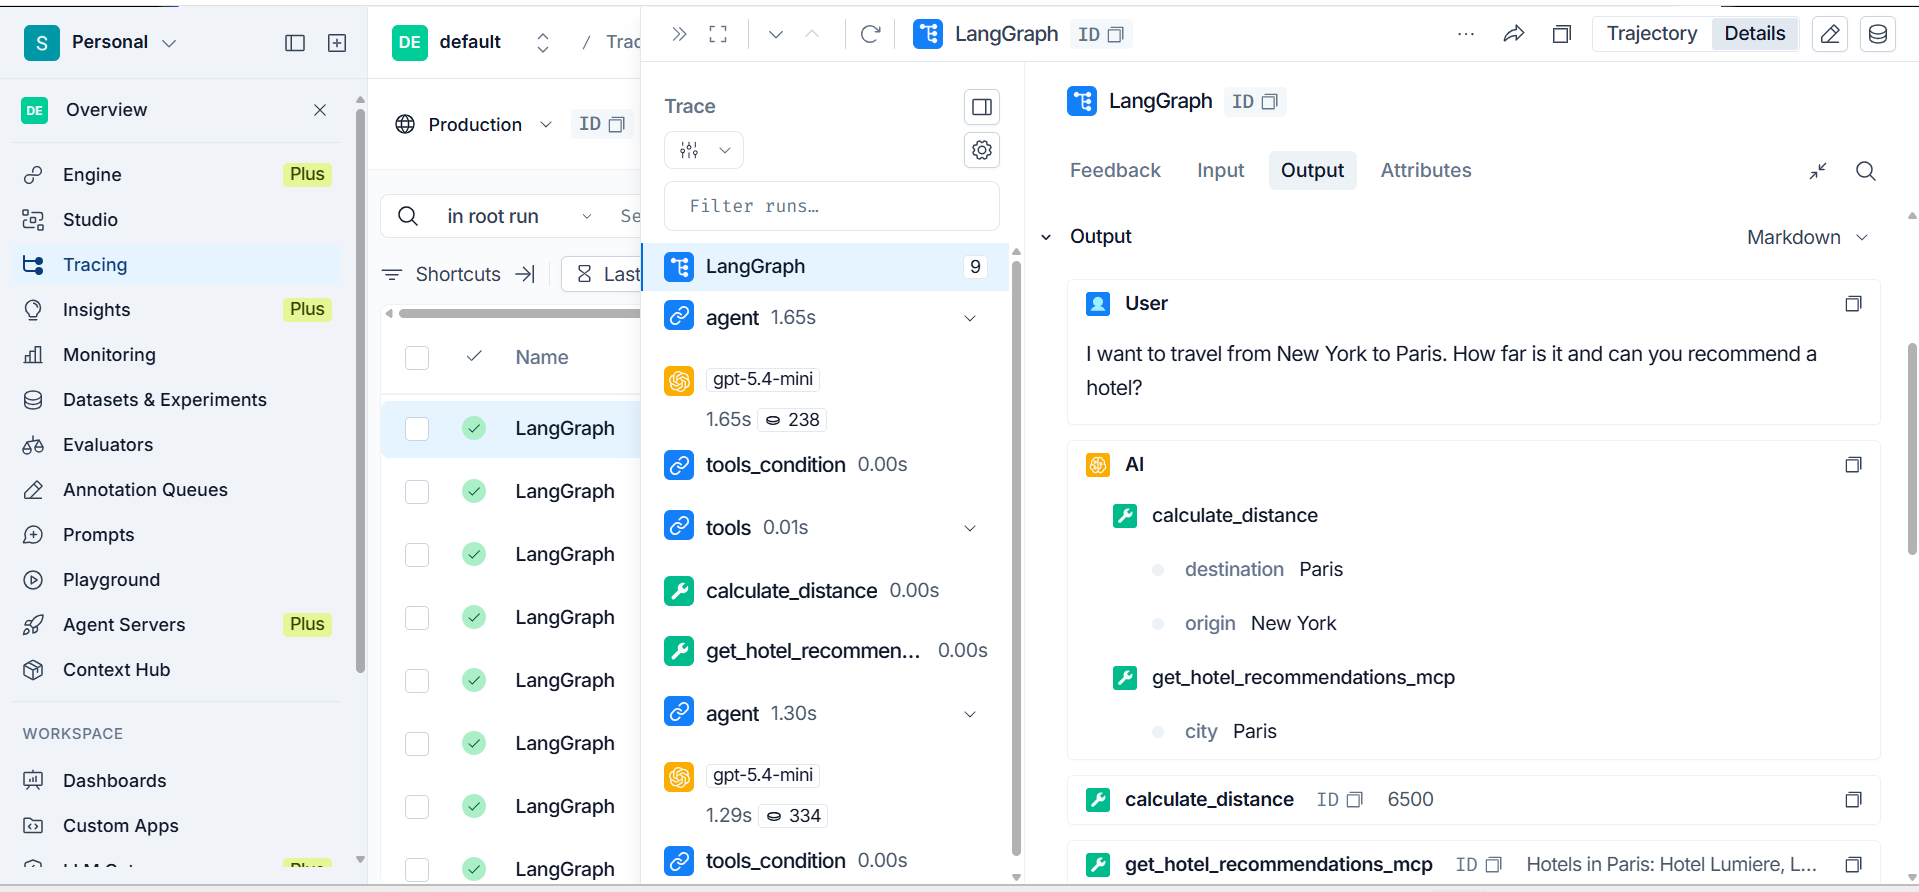 S Personal
DE Overview
Engine Plus
Studio
Tracing
Insights Plus
Monitoring
Datasets & Experiments
Evaluators
Annotation Queues
Prompts
Playground
Agent Servers Plus
Context Hub
WORKSPACE
Dashboards
Custom Apps
DE default / Trac
Production ID
in root run Se
Shortcuts Last
Name
LangGraph
LangGraph
LangGraph
LangGraph
LangGraph
LangGraph
LangGraph
LangGraph
LangGraph ID
Trajectory Details
Trace
Filter runs…
LangGraph 9
agent 1.65s
gpt-5.4-mini
1.65s 238
tools_condition 0.00s
tools 0.01s
calculate_distance 0.00s
get_hotel_recommen… 0.00s
agent 1.30s
gpt-5.4-mini
1.29s 334
tools_condition 0.00s
LangGraph ID
Feedback Input Output Attributes
Output Markdown
User
I want to travel from New York to Paris. How far is it and can you recommend a
hotel?
AI
calculate_distance
destination Paris
origin New York
get_hotel_recommendations_mcp
city Paris
calculate_distance ID 6500
get_hotel_recommendations_mcp ID Hotels in Paris: Hotel Lumiere, L…